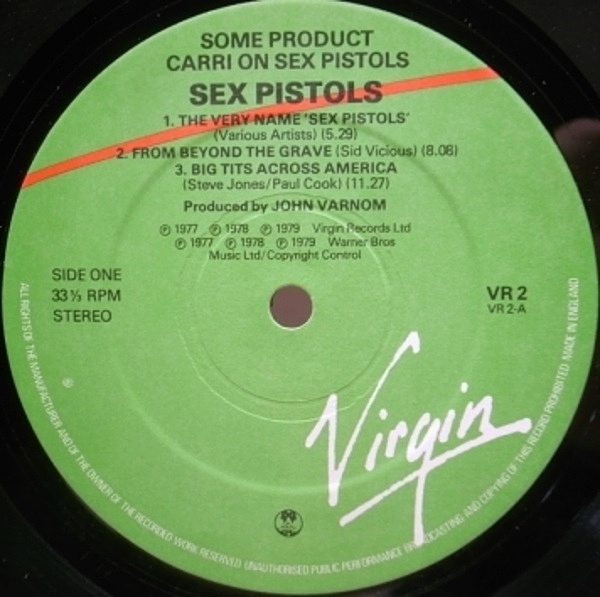 SOME PRODUCT
CARRI ON SEX PISTOLS
SEX PISTOLS
1. THE VERY NAME 'SEX PISTOLS'
(Various Artists) (5.29)
2. FROM BEYOND THE GRAVE (Sid Vicious) (8.08)
3. BIG TITS ACROSS AMERICA
(Steve Jones/Paul Cook) (11.27)
Produced by JOHN VARNOM
℗ 1977 ℗ 1978 ℗ 1979 Virgin Records Ltd
℗ 1977 ℗ 1978 ℗ 1979 Warner Bros
Music Ltd/Copyright Control
SIDE ONE
33⅓ RPM
STEREO
VR 2
VR 2-A
Virgin
ALL RIGHTS OF THE MANUFACTURER AND OF THE OWNER OF THE RECORDED WORK RESERVED UNAUTHORISED PUBLIC PERFORMANCE BROADCASTING AND COPYING OF THIS RECORD PROHIBITED MADE IN ENGLAND
℗